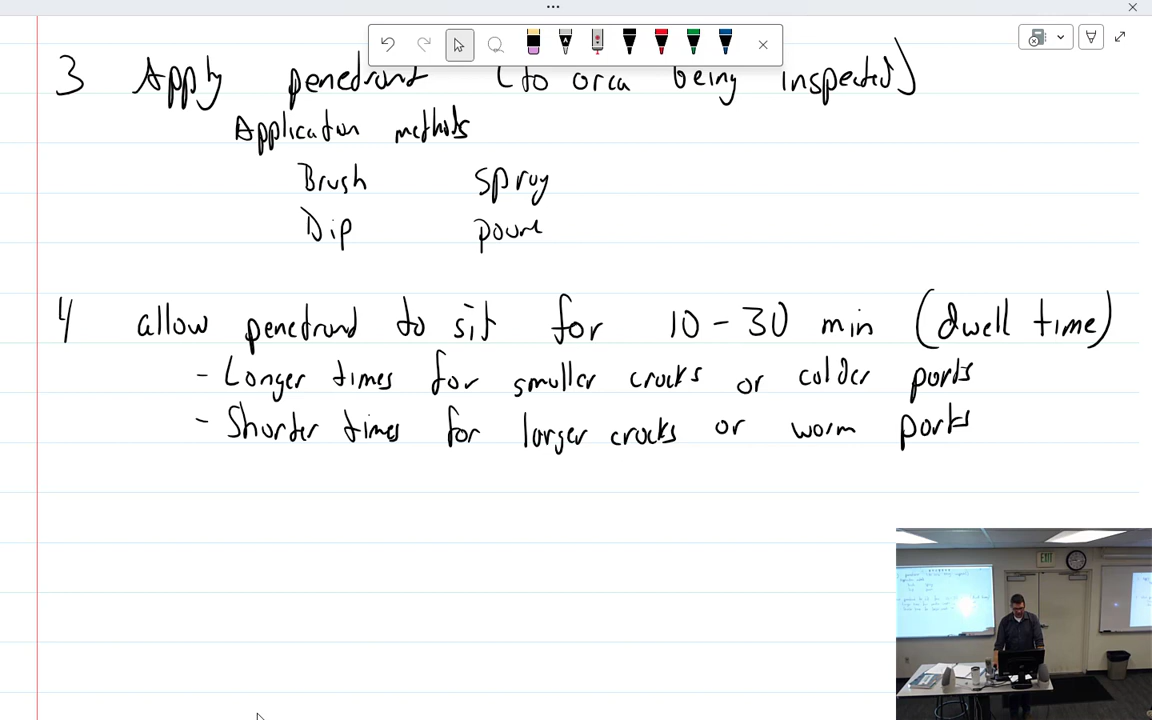 3 Apply penetrant (to area being inspected)
Application methods
Brush Spray
Dip pour
4 allow penetrant to sit for 10-30 min (dwell time)
- Longer times for smaller cracks or colder parts
- Shorter times for larger cracks or warm parts
EXIT